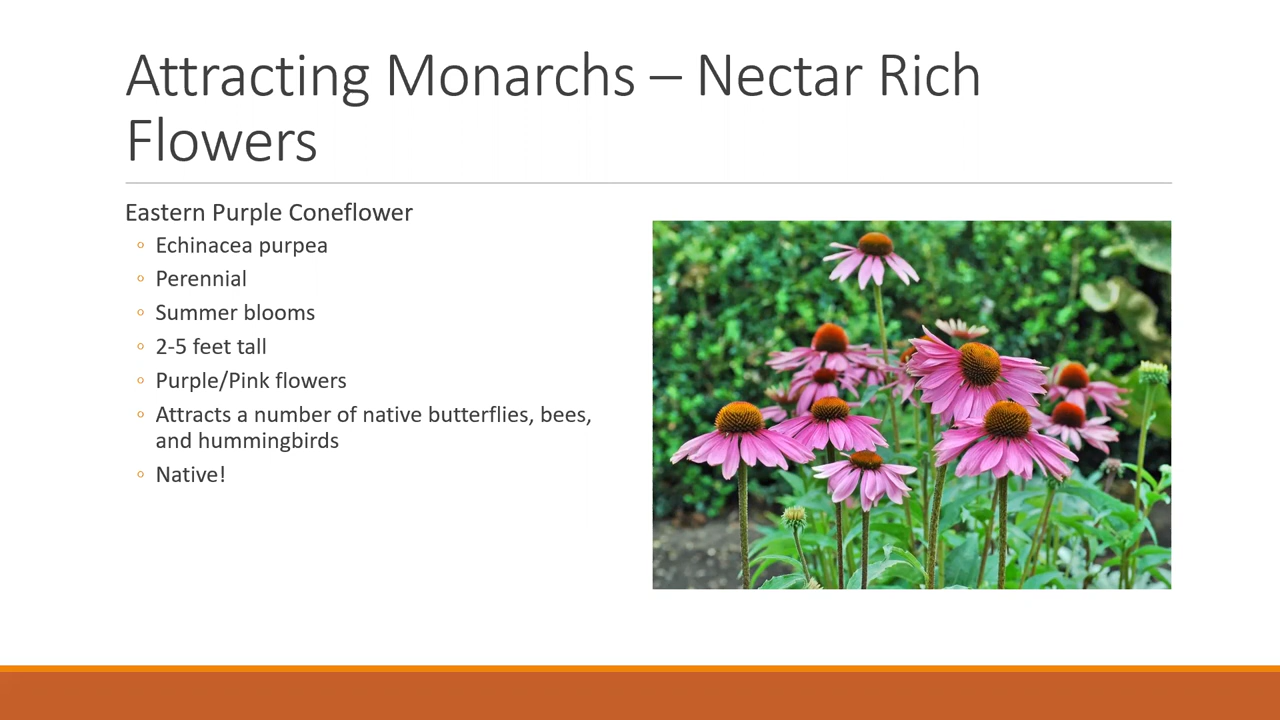 Attracting Monarchs – Nectar Rich
Flowers
Eastern Purple Coneflower
◦ Echinacea purpea
◦ Perennial
◦ Summer blooms
◦ 2-5 feet tall
◦ Purple/Pink flowers
◦ Attracts a number of native butterflies, bees,
and hummingbirds
◦ Native!